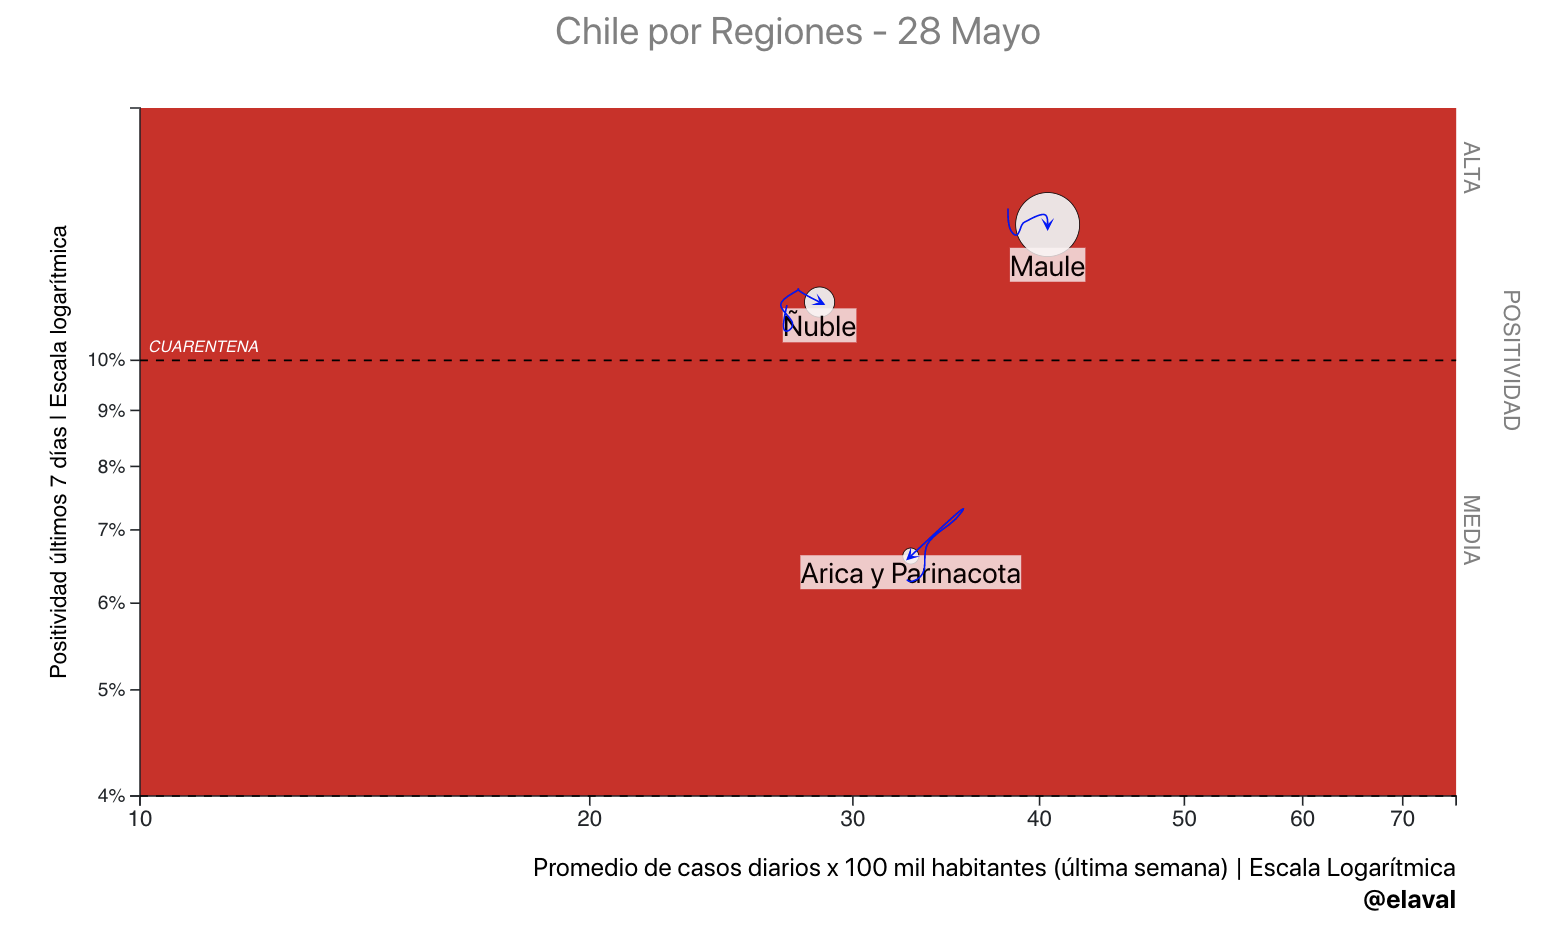 Chile por Regiones - 28 Mayo
ALTA
Maule
Ñuble
POSITIVIDAD
CUARENTENA
Positividad últimos 7 días | Escala logarítmica
10%
9%
8%
7%
6%
5%
4%
MEDIA
Arica y Parinacota
10 20 30 40 50 60 70
Promedio de casos diarios x 100 mil habitantes (última semana) | Escala Logarítmica
@elaval